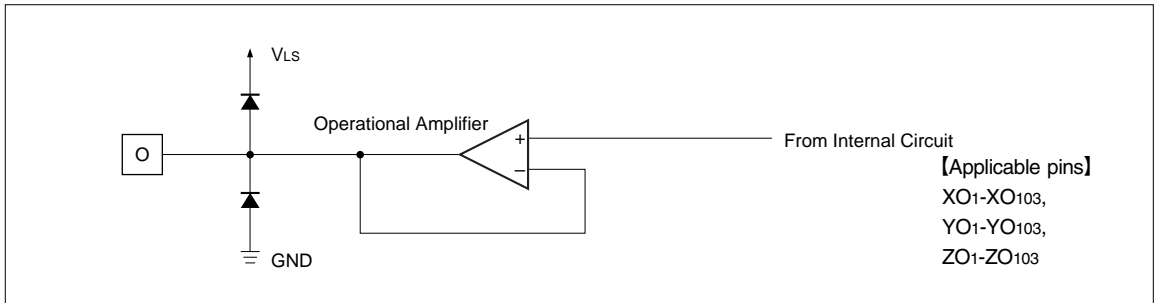 VLS
Operational Amplifier
O
+
−
From Internal Circuit
【Applicable pins】
XO1-XO103,
YO1-YO103,
ZO1-ZO103
GND